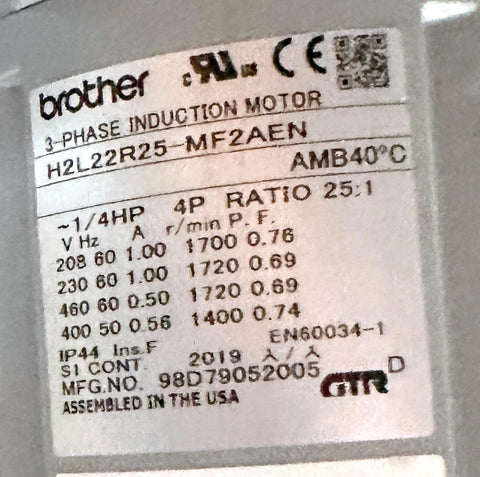 brother
c RU us CE
3-PHASE INDUCTION MOTOR
H2L22R25-MF2AEN
AMB40°C
~1/4HP 4P RATIO 25:1
V Hz A r/min P. F.
208 60 1.00 1700 0.76
230 60 1.00 1720 0.69
460 60 0.50 1720 0.69
400 50 0.56 1400 0.74
IP44 Ins.F EN60034-1
S1 CONT. 2019 人/人
MFG.NO. 98D79052005
GTR D
ASSEMBLED IN THE USA